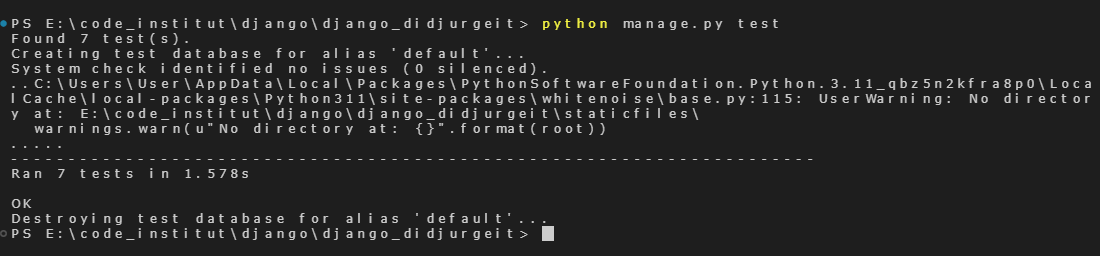 PS E:\code_institut\django\django_didjurgeit> python manage.py test
Found 7 test(s).
Creating test database for alias 'default'...
System check identified no issues (0 silenced).
..C:\Users\User\AppData\Local\Packages\PythonSoftwareFoundation.Python.3.11_qbz5n2kfra8p0\Loca
lCache\local-packages\Python311\site-packages\whitenoise\base.py:115: UserWarning: No director
y at: E:\code_institut\django\django_didjurgeit\staticfiles\
  warnings.warn(u"No directory at: {}".format(root))
.....
----------------------------------------------------------------------
Ran 7 tests in 1.578s

OK
Destroying test database for alias 'default'...
PS E:\code_institut\django\django_didjurgeit>